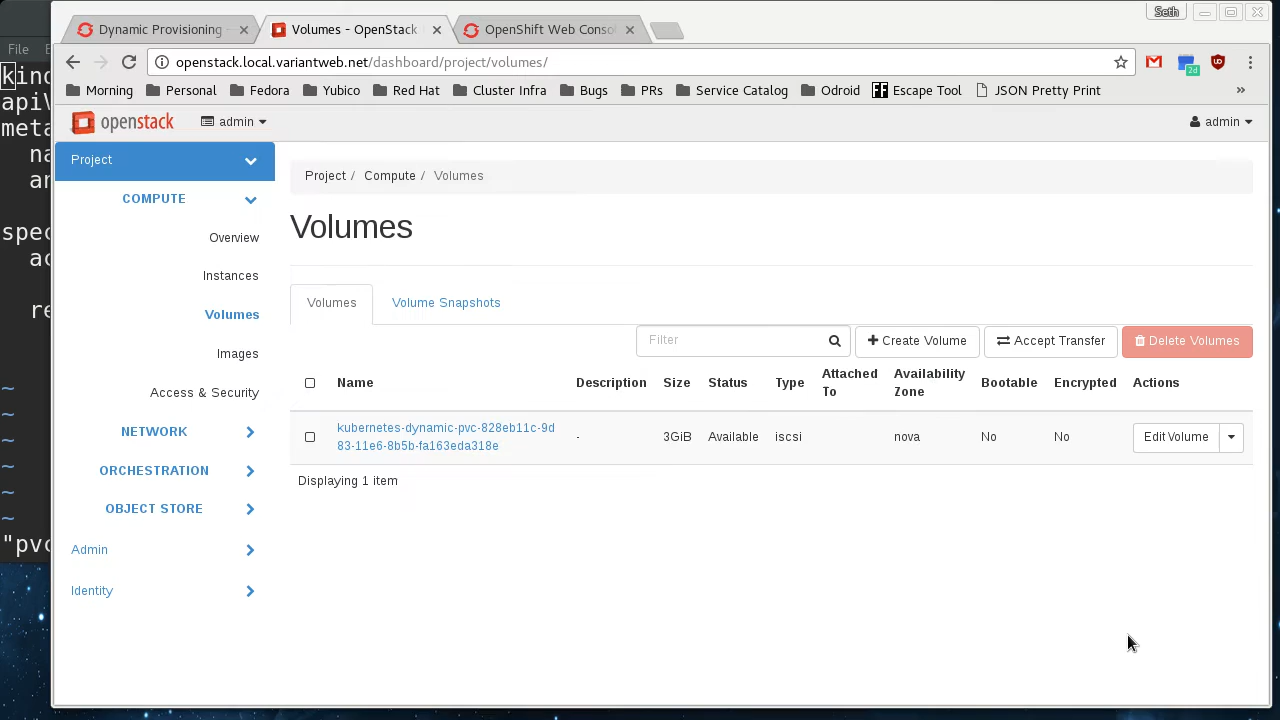 Seth
Dynamic Provisioning
Volumes - OpenStack
OpenShift Web Conso
File
openstack.local.variantweb.net/dashboard/project/volumes/
2d
Morning
Personal
Fedora
Yubico
Red Hat
Cluster Infra
Bugs
PRs
Service Catalog
Odroid
Escape Tool
JSON Pretty Print
»
openstack
admin
admin
Project
COMPUTE
Overview
Instances
Volumes
Images
Access & Security
NETWORK
ORCHESTRATION
OBJECT STORE
Admin
Identity
Project / Compute / Volumes
Volumes
Volumes
Volume Snapshots
Filter
Create Volume
Accept Transfer
Delete Volumes
Name
Description
Size
Status
Type
Attached
To
Availability
Zone
Bootable
Encrypted
Actions
kubernetes-dynamic-pvc-828eb11c-9d
83-11e6-8b5b-fa163eda318e
-
3GiB
Available
iscsi
nova
No
No
Edit Volume
Displaying 1 item
kind
meta
na
an
spec
re
~
~
~
~
~
~
"pvc